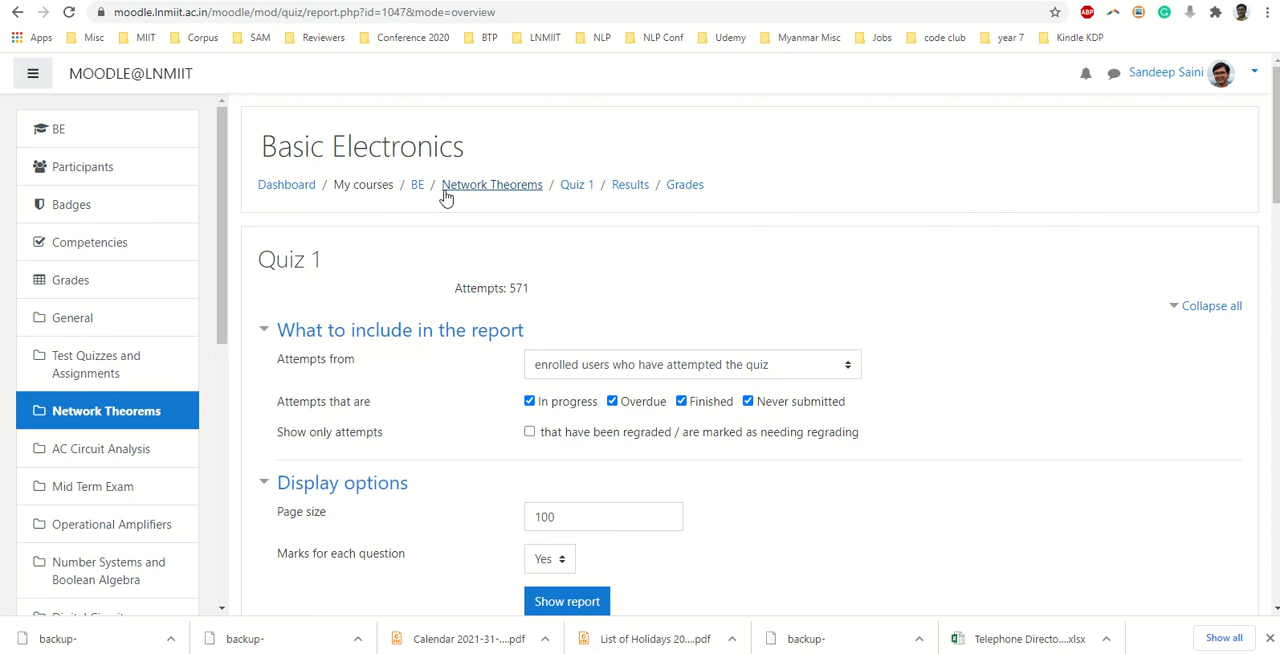 moodle.lnmiit.ac.in/moodle/mod/quiz/report.php?id=1047&mode=overview
ABP
Apps Misc MIIT Corpus SAM Reviewers Conference 2020 BTP LNMIIT NLP NLP Conf Udemy Myanmar Misc Jobs code club year 7 Kindle KDP
MOODLE@LNMIIT
Sandeep Saini
BE
Participants
Badges
Competencies
Grades
General
Test Quizzes and
Assignments
Network Theorems
AC Circuit Analysis
Mid Term Exam
Operational Amplifiers
Number Systems and
Boolean Algebra
Basic Electronics
Dashboard / My courses / BE / Network Theorems / Quiz 1 / Results / Grades
Quiz 1
Attempts: 571
Collapse all
What to include in the report
Attempts from enrolled users who have attempted the quiz
Attempts that are In progress Overdue Finished Never submitted
Show only attempts that have been regraded / are marked as needing regrading
Display options
Page size 100
Marks for each question Yes
Show report
backup- backup- Calendar 2021-31-....pdf List of Holidays 20....pdf backup- Telephone Directo....xlsx Show all